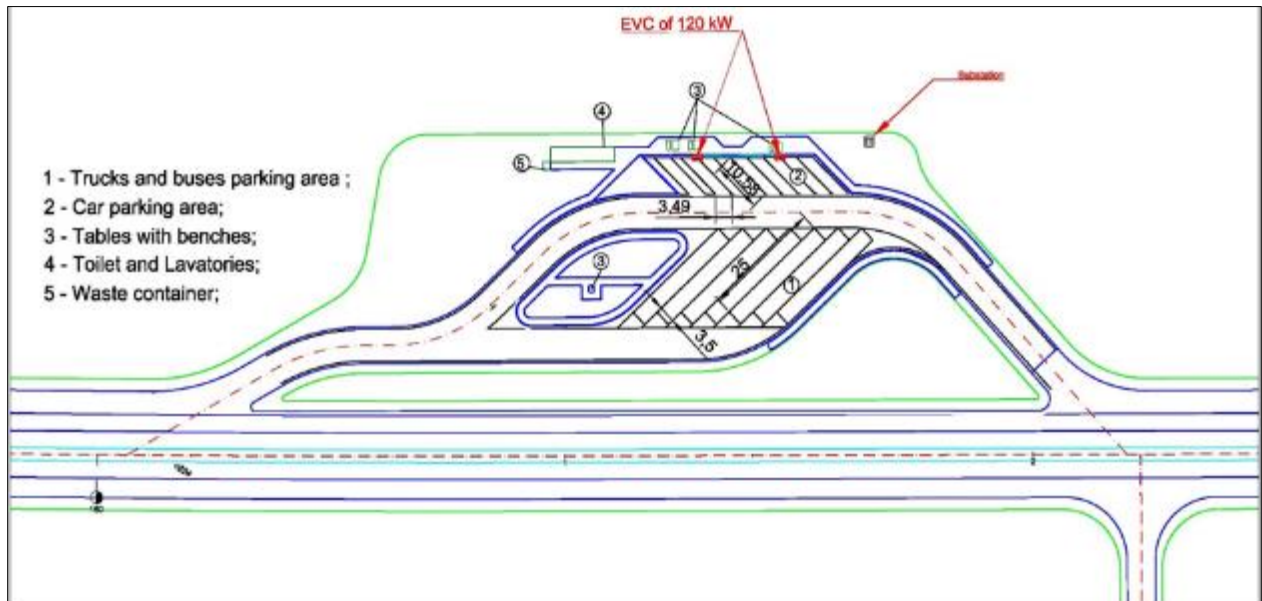 EVC of 120 kW
Substation
3
4
5
2
10,58
3,49
1 - Trucks and buses parking area ;
2 - Car parking area;
3 - Tables with benches;
4 - Toilet and Lavatories;
5 - Waste container;
3
25
1
3,5